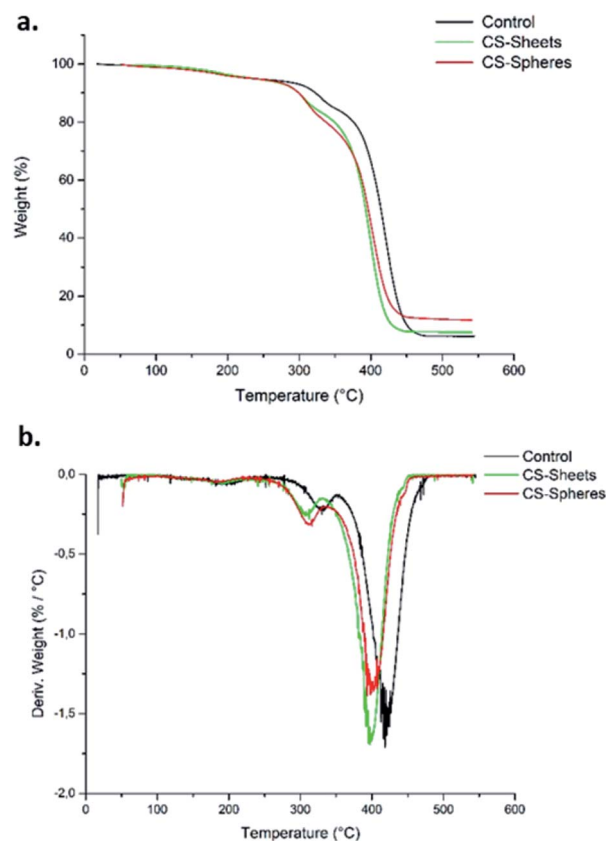 a.
Control
CS-Sheets
CS-Spheres
100
80
60
40
20
0
Weight (%)
0 100 200 300 400 500 600
Temperature (°C)
b.
Control
CS-Sheets
CS-Spheres
0,0
-0,5
-1,0
-1,5
-2,0
Deriv. Weight (% / °C)
0 100 200 300 400 500 600
Temperature (°C)